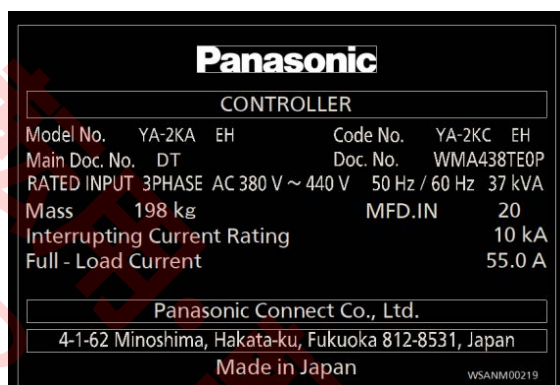 Panasonic
CONTROLLER
Model No. YA-2KA EH Code No. YA-2KC EH
Main Doc. No. DT Doc. No. WMA438TE0P
RATED INPUT 3PHASE AC 380 V ~ 440 V 50 Hz / 60 Hz 37 kVA
Mass 198 kg MFD.IN 20
Interrupting Current Rating 10 kA
Full - Load Current 55.0 A
Panasonic Connect Co., Ltd.
4-1-62 Minoshima, Hakata-ku, Fukuoka 812-8531, Japan
Made in Japan
WSANM00219